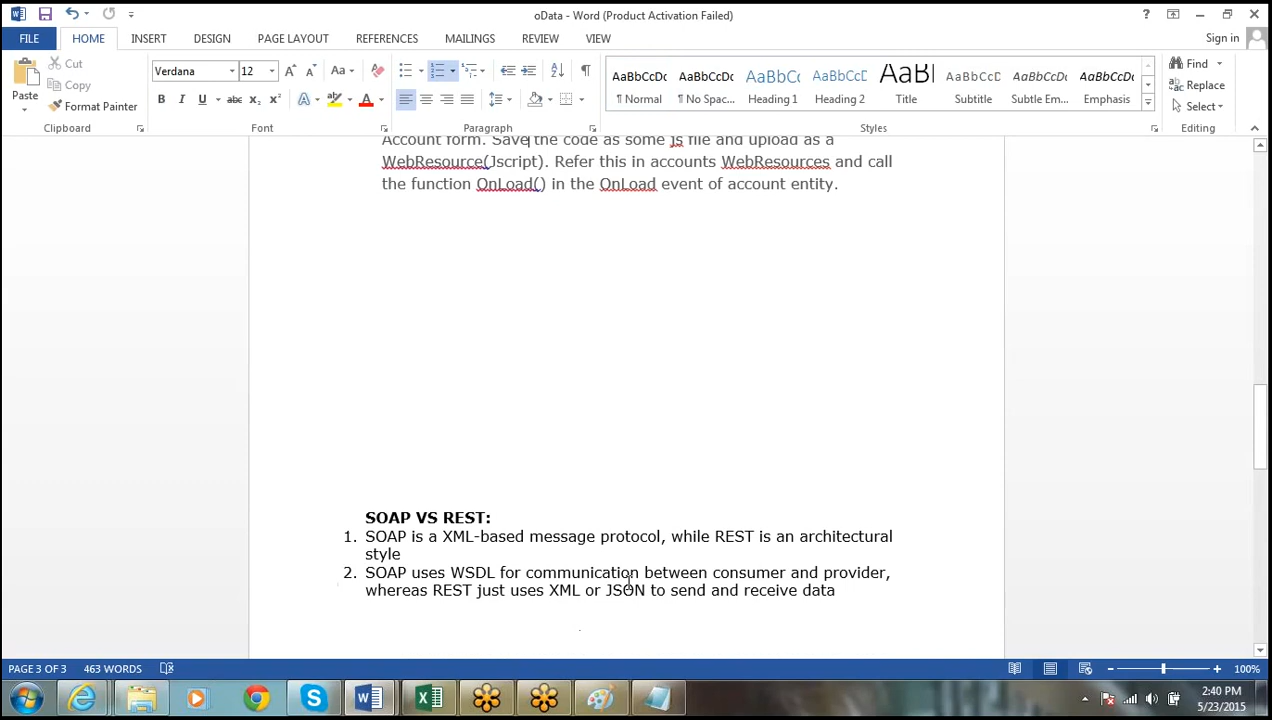 oData - Word (Product Activation Failed)
FILE HOME INSERT DESIGN PAGE LAYOUT REFERENCES MAILINGS REVIEW VIEW Sign in
Cut
Copy
Format Painter
Paste
Clipboard
Verdana 12
Font
Paragraph
AaBbCcDc AaBbCcDc AaBbCc AaBbCcD AaBl AaBbCcD AaBbCcDc AaBbCcDc
¶ Normal ¶ No Spac... Heading 1 Heading 2 Title Subtitle Subtle Em... Emphasis
Styles
Find
Replace
Select
Editing
Account form. Save the code as some js file and upload as a
WebResource(Jscript). Refer this in accounts WebResources and call
the function OnLoad() in the OnLoad event of account entity.
SOAP VS REST:
1. SOAP is a XML-based message protocol, while REST is an architectural
style
2. SOAP uses WSDL for communication between consumer and provider,
whereas REST just uses XML or JSON to send and receive data
PAGE 3 OF 3 463 WORDS 100%
2:40 PM
5/23/2015